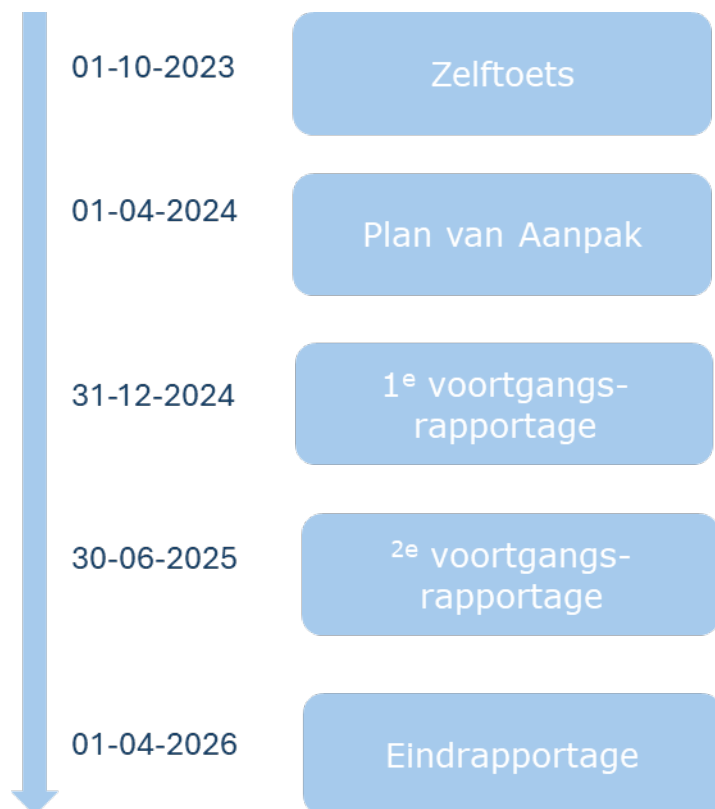 01-10-2023
Zelftoets
01-04-2024
Plan van Aanpak
31-12-2024
1e voortgangs-
rapportage
30-06-2025
2e voortgangs-
rapportage
01-04-2026
Eindrapportage